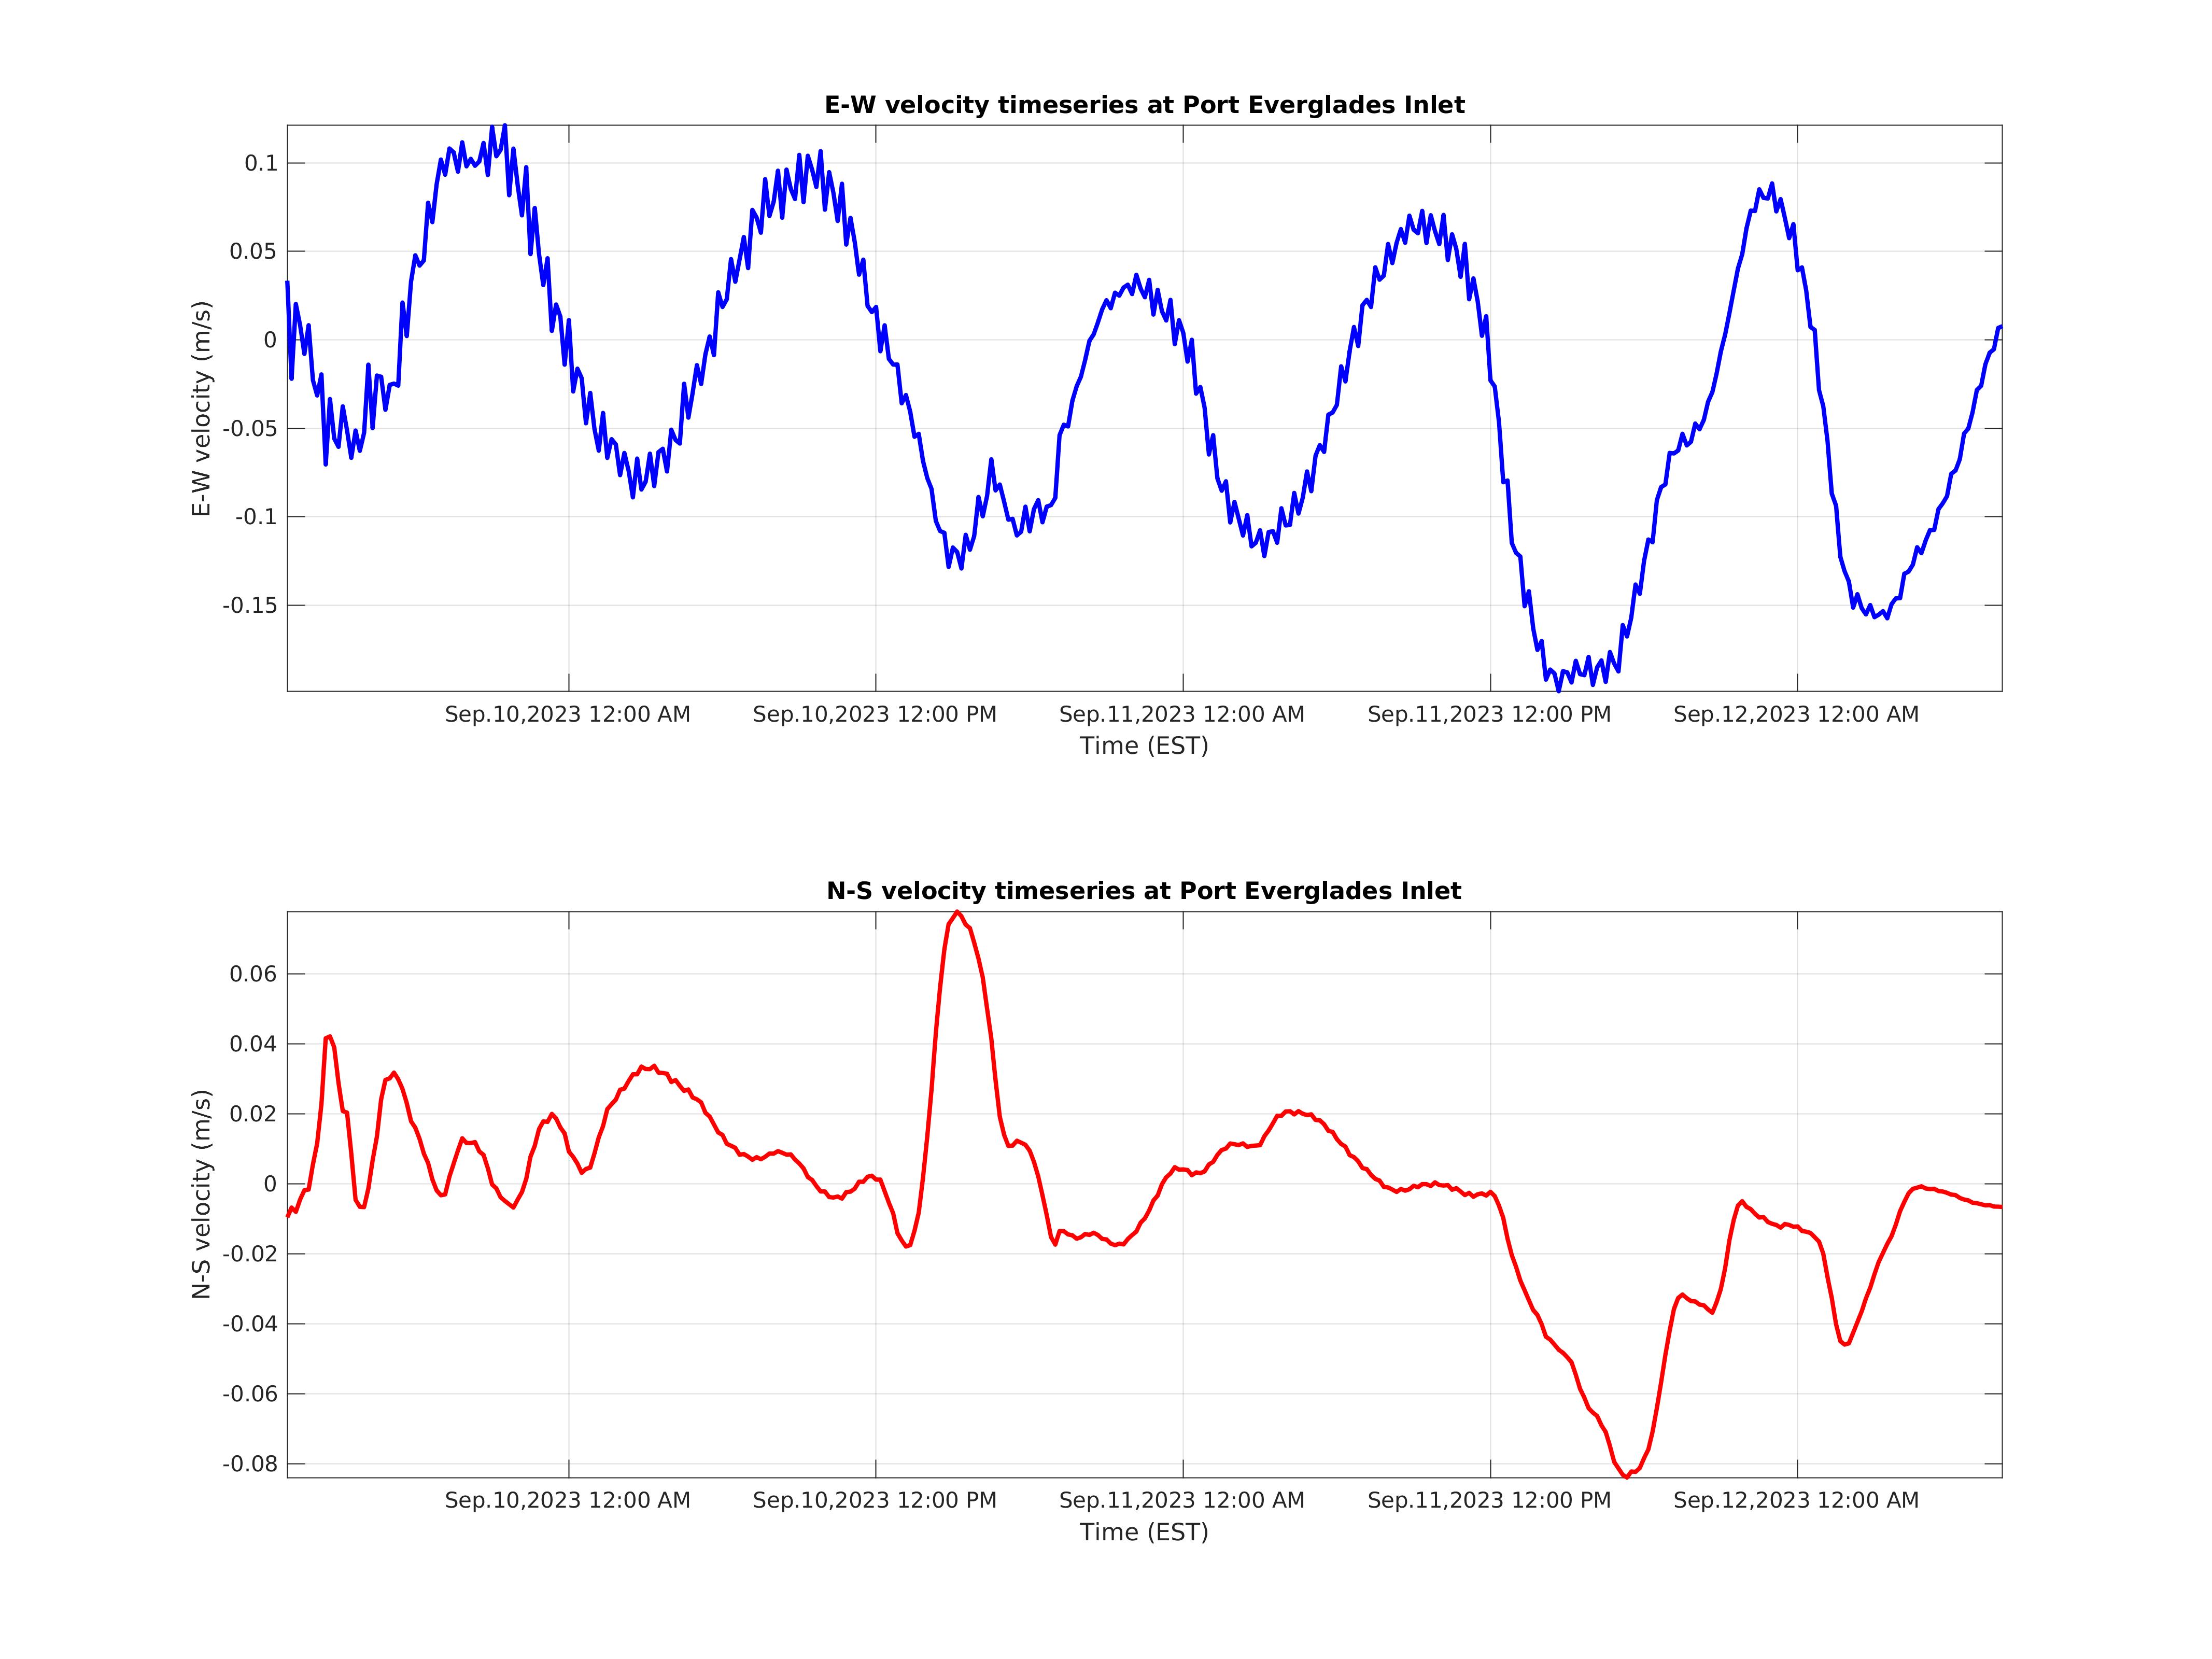 E-W velocity timeseries at Port Everglades Inlet
E-W velocity (m/s)
0.1
0.05
0
-0.05
-0.1
-0.15
Sep.10,2023 12:00 AM Sep.10,2023 12:00 PM Sep.11,2023 12:00 AM Sep.11,2023 12:00 PM Sep.12,2023 12:00 AM
Time (EST)
N-S velocity timeseries at Port Everglades Inlet
N-S velocity (m/s)
0.06
0.04
0.02
0
-0.02
-0.04
-0.06
-0.08
Sep.10,2023 12:00 AM Sep.10,2023 12:00 PM Sep.11,2023 12:00 AM Sep.11,2023 12:00 PM Sep.12,2023 12:00 AM
Time (EST)